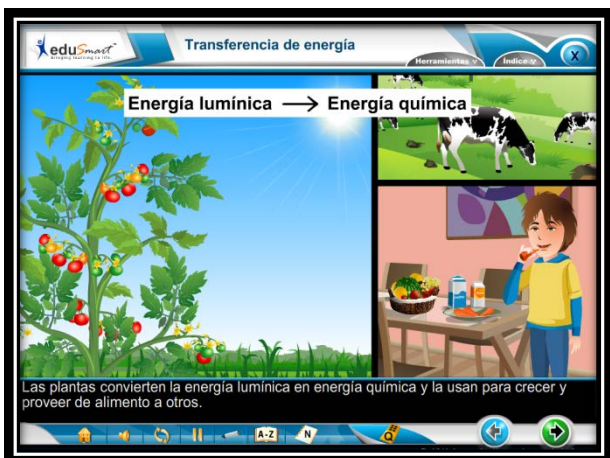 eduSmart
bringing learning to life.
Transferencia de energía
Herramientas
Índice
X
Energía lumínica → Energía química
Las plantas convierten la energía lumínica en energía química y la usan para crecer y
proveer de alimento a otros.
A-Z
N
Q